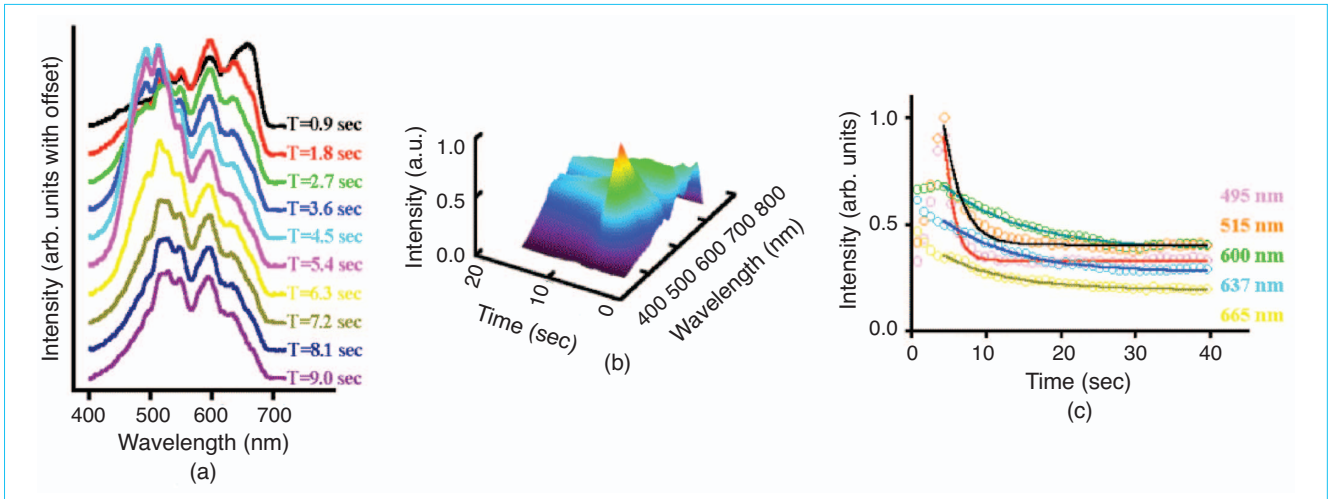 Intensity (arb. units with offset)
T=0.9 sec
T=1.8 sec
T=2.7 sec
T=3.6 sec
T=4.5 sec
T=5.4 sec
T=6.3 sec
T=7.2 sec
T=8.1 sec
T=9.0 sec
400 500 600 700
Wavelength (nm)
(a)
Intensity (a.u.)
1.0
0.5
0.0
20 10 0
Time (sec)
400 500 600 700 800
Wavelength (nm)
(b)
Intensity (arb. units)
1.0
0.5
0.0
0 10 20 30 40
Time (sec)
495 nm
515 nm
600 nm
637 nm
665 nm
(c)